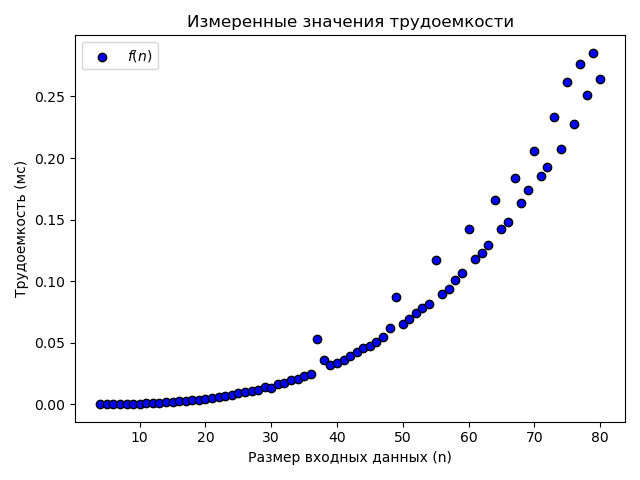 Измеренные значения трудоемкости
f(n)
Трудоемкость (мс)
0.25
0.20
0.15
0.10
0.05
0.00
10 20 30 40 50 60 70 80
Размер входных данных (n)